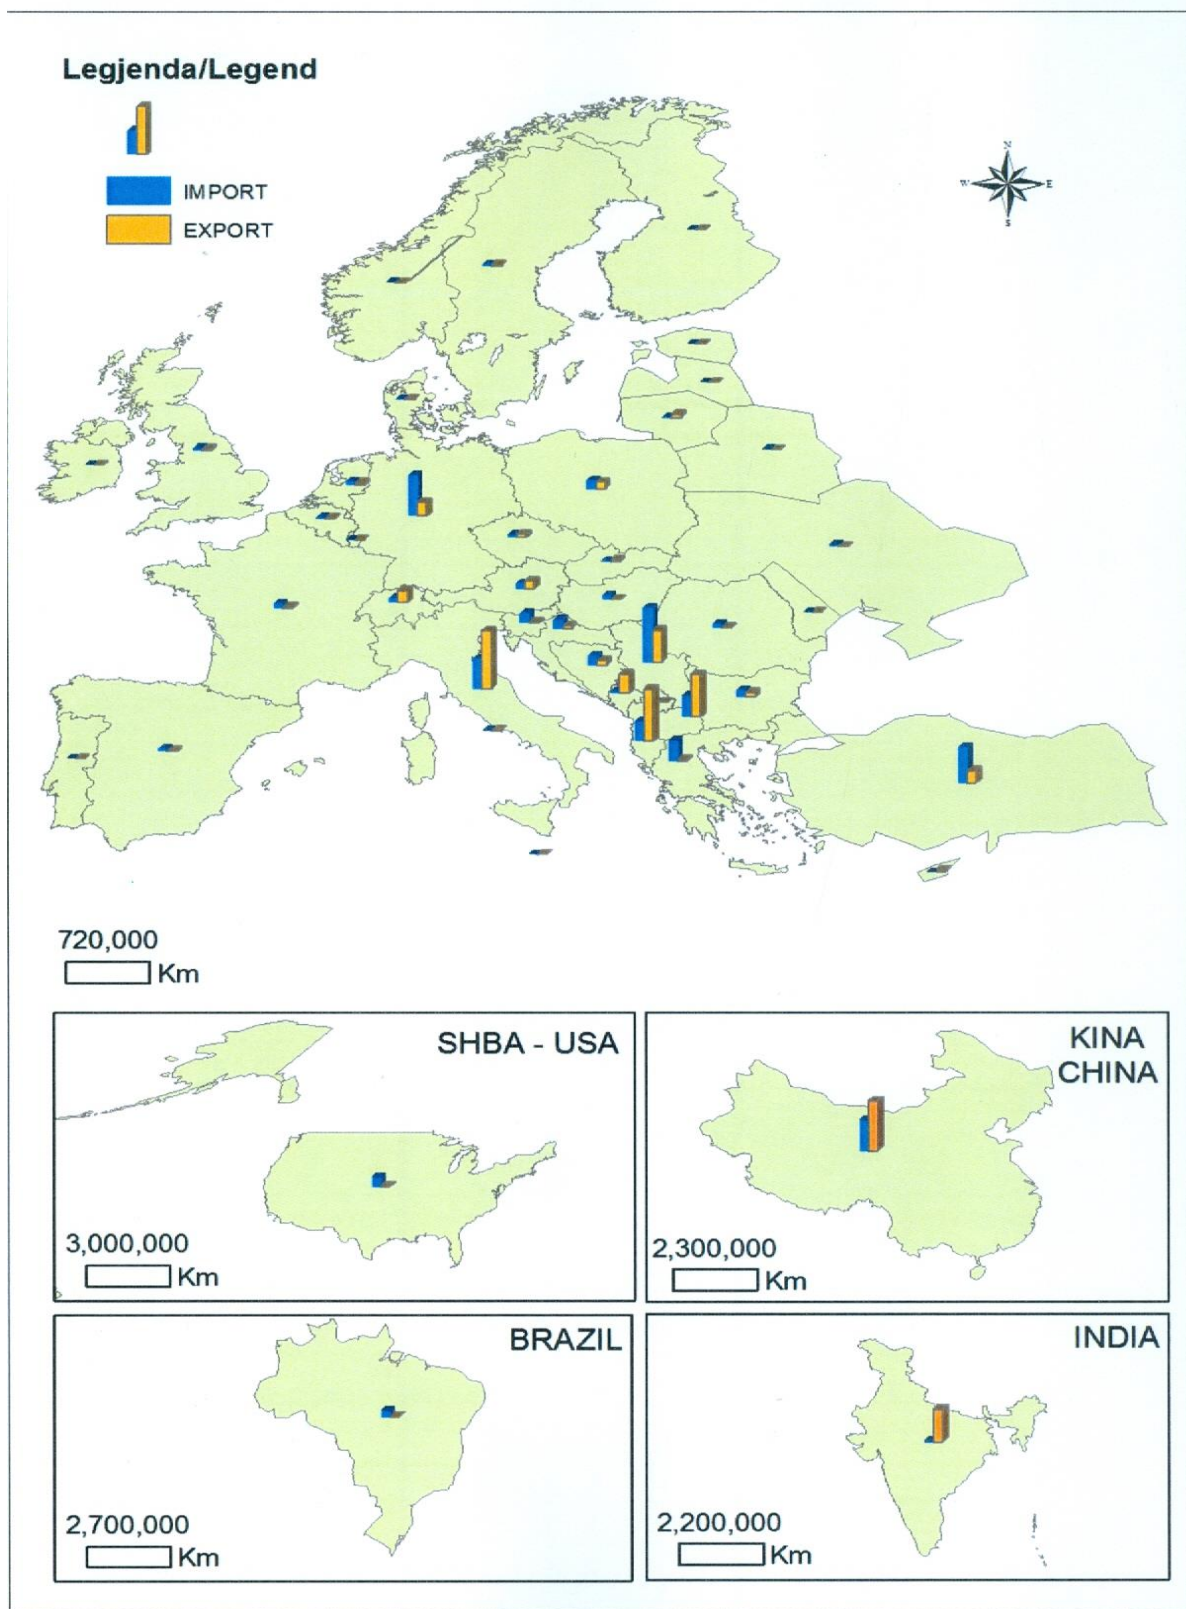 Legjenda/Legend
IMPORT
EXPORT
N
W
E
S
720,000
Km
SHBA - USA
3,000,000
Km
KINA
CHINA
2,300,000
Km
BRAZIL
2,700,000
Km
INDIA
2,200,000
Km